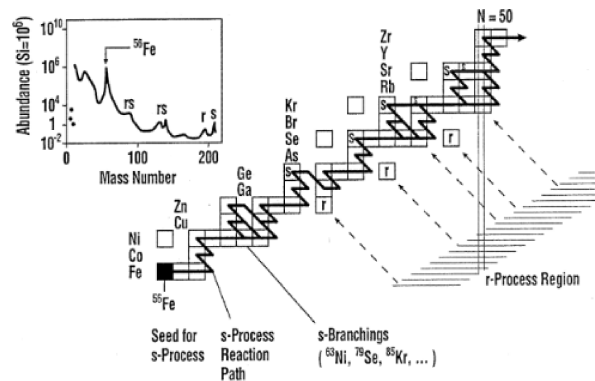 N = 50
10^10
10^6
10^4
1
10^-2
Abundance (Si=10^6)
0
100
200
Mass Number
56Fe
rs
rs
r s
Zr
Y
Sr
Rb
Kr
Br
Se
As
Ge
Ga
Zn
Cu
Ni
Co
Fe
s
s
s
s
r
r
r
55Fe
Seed for
s-Process
s-Process
Reaction
Path
s-Branchings
(63Ni, 79Se, 85Kr, ...)
r-Process Region